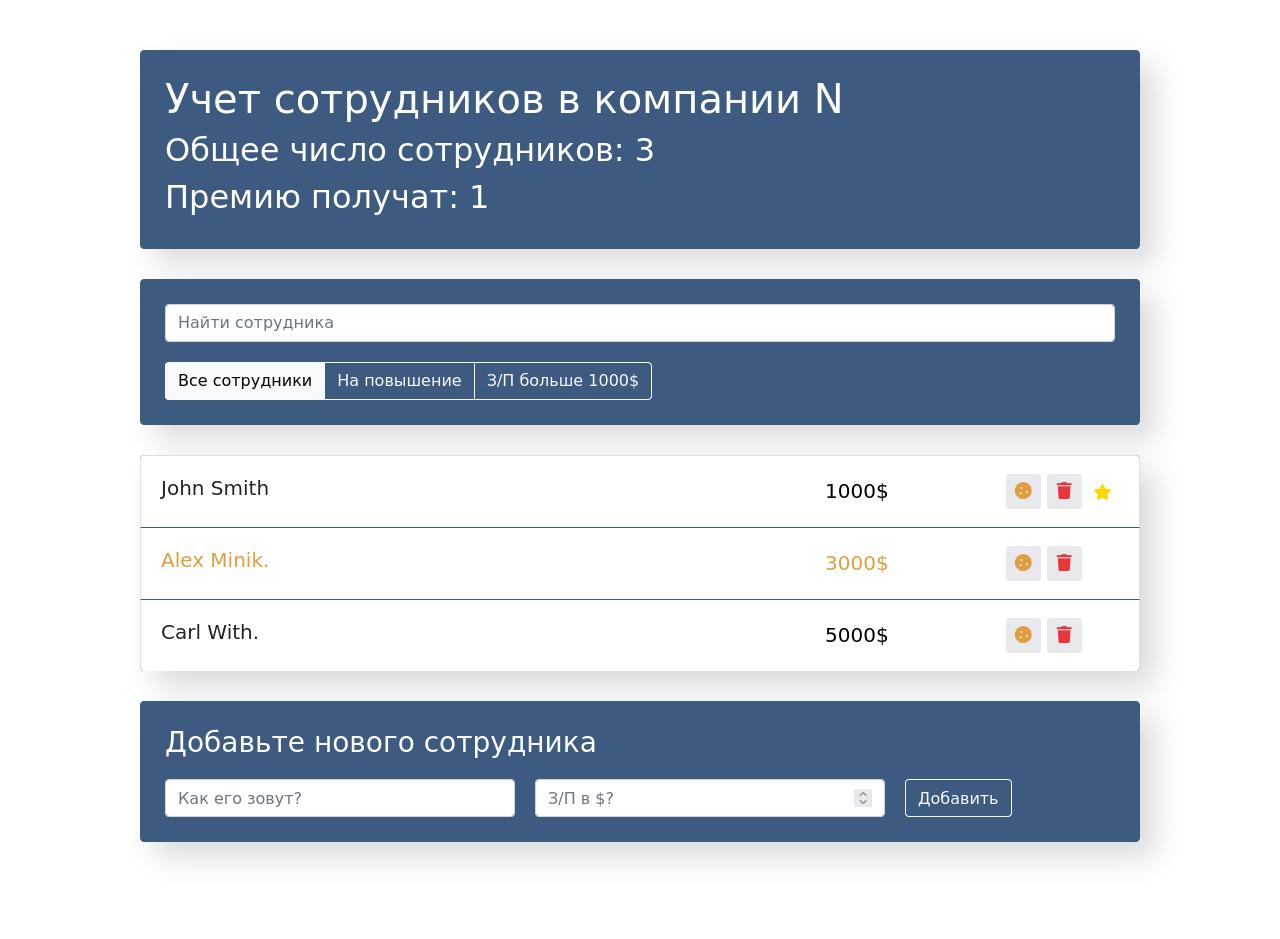 Учет сотрудников в компании N
Общее число сотрудников: 3
Премию получат: 1
Найти сотрудника
Все сотрудники На повышение З/П больше 1000$
John Smith 1000$
Alex Minik. 3000$
Carl With. 5000$
Добавьте нового сотрудника
Как его зовут? З/П в $? Добавить